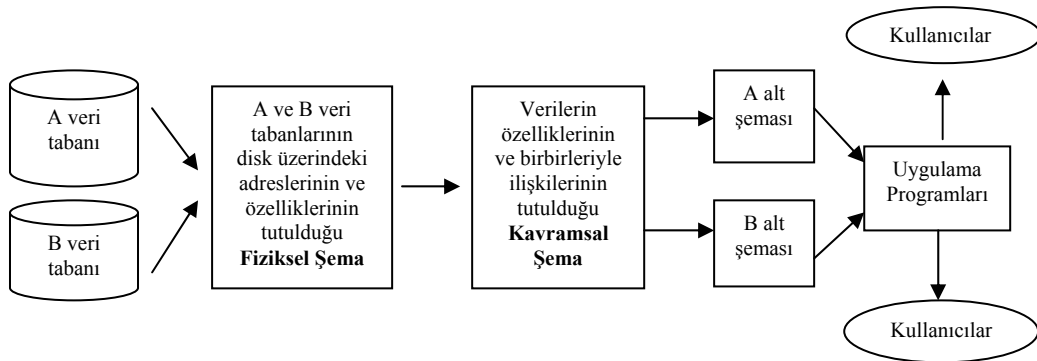 A veri
tabanı
B veri
tabanı
A ve B veri
tabanlarının
disk üzerindeki
adreslerinin ve
özelliklerinin
tutulduğu
Fiziksel Şema
Verilerin
özelliklerinin
ve birbirleriyle
ilişkilerinin
tutulduğu
Kavramsal
Şema
A alt
şeması
B alt
şeması
Uygulama
Programları
Kullanıcılar
Kullanıcılar